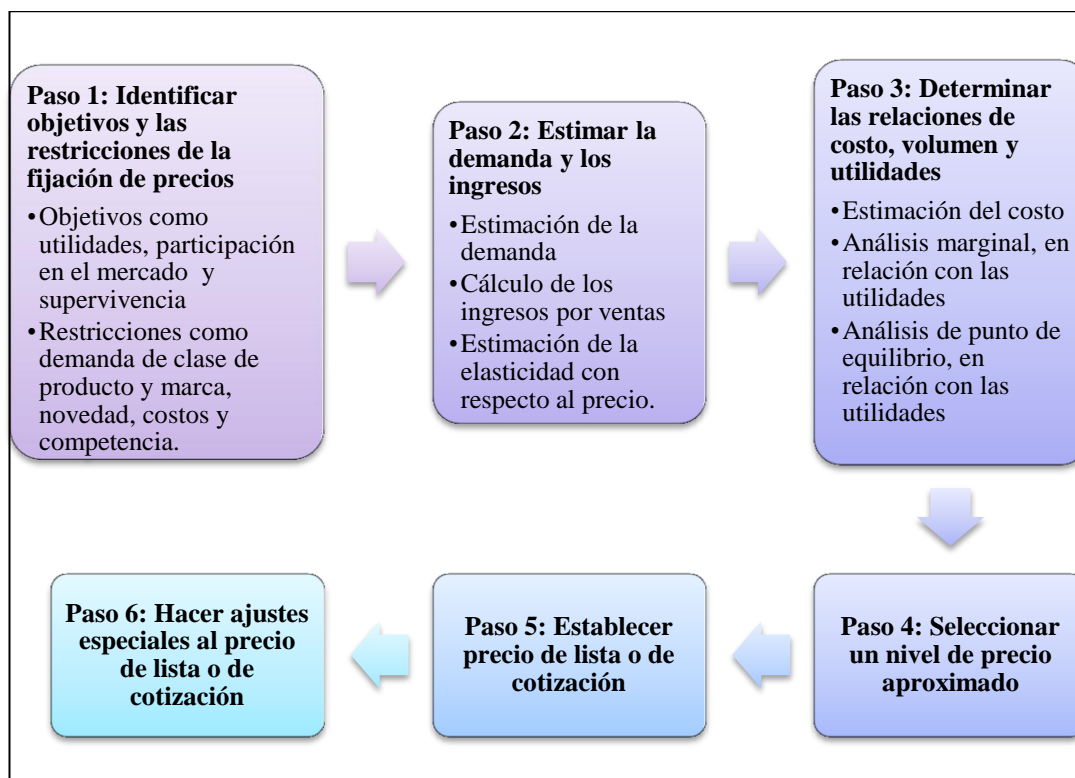 Paso 1: Identificar
objetivos y las
restricciones de la
fijación de precios
•Objetivos como
utilidades, participación
en el mercado y
supervivencia
•Restricciones como
demanda de clase de
producto y marca,
novedad, costos y
competencia.
Paso 2: Estimar la
demanda y los
ingresos
•Estimación de la
demanda
•Cálculo de los
ingresos por ventas
•Estimación de la
elasticidad con
respecto al precio.
Paso 3: Determinar
las relaciones de
costo, volumen y
utilidades
•Estimación del costo
•Análisis marginal, en
relación con las
utilidades
•Análisis de punto de
equilibrio, en
relación con las
utilidades
Paso 4: Seleccionar
un nivel de precio
aproximado
Paso 5: Establecer
precio de lista o de
cotización
Paso 6: Hacer ajustes
especiales al precio
de lista o de
cotización